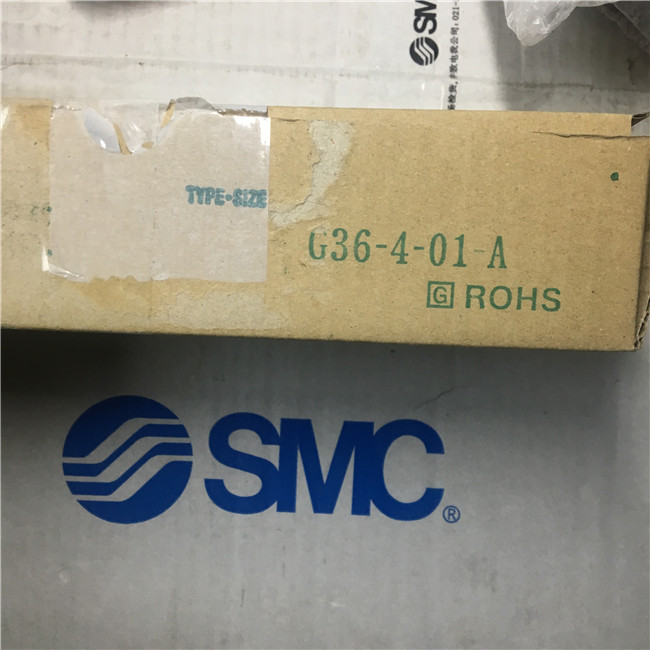 SMC
TYPE•SIZE
G36-4-01-A
G ROHS
SMC®